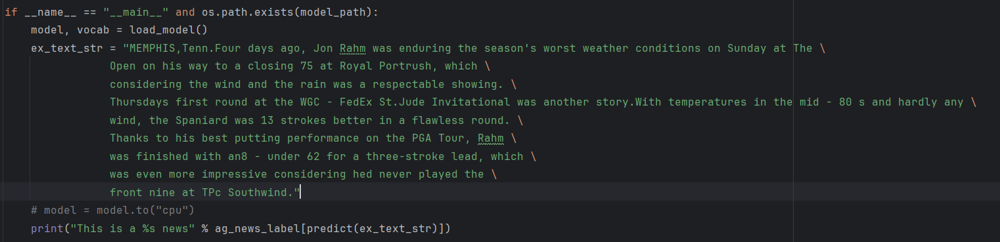 if __name__ == "__main__" and os.path.exists(model_path):
    model, vocab = load_model()
    ex_text_str = "MEMPHIS,Tenn.Four days ago, Jon Rahm was enduring the season's worst weather conditions on Sunday at The \
                Open on his way to a closing 75 at Royal Portrush, which \
                considering the wind and the rain was a respectable showing. \
                Thursdays first round at the WGC - FedEx St.Jude Invitational was another story.With temperatures in the mid - 80 s and hardly any \
                wind, the Spaniard was 13 strokes better in a flawless round. \
                Thanks to his best putting performance on the PGA Tour, Rahm \
                was finished with an8 - under 62 for a three-stroke lead, which \
                was even more impressive considering hed never played the \
                front nine at TPc Southwind."
    # model = model.to("cpu")
    print("This is a %s news" % ag_news_label[predict(ex_text_str)])